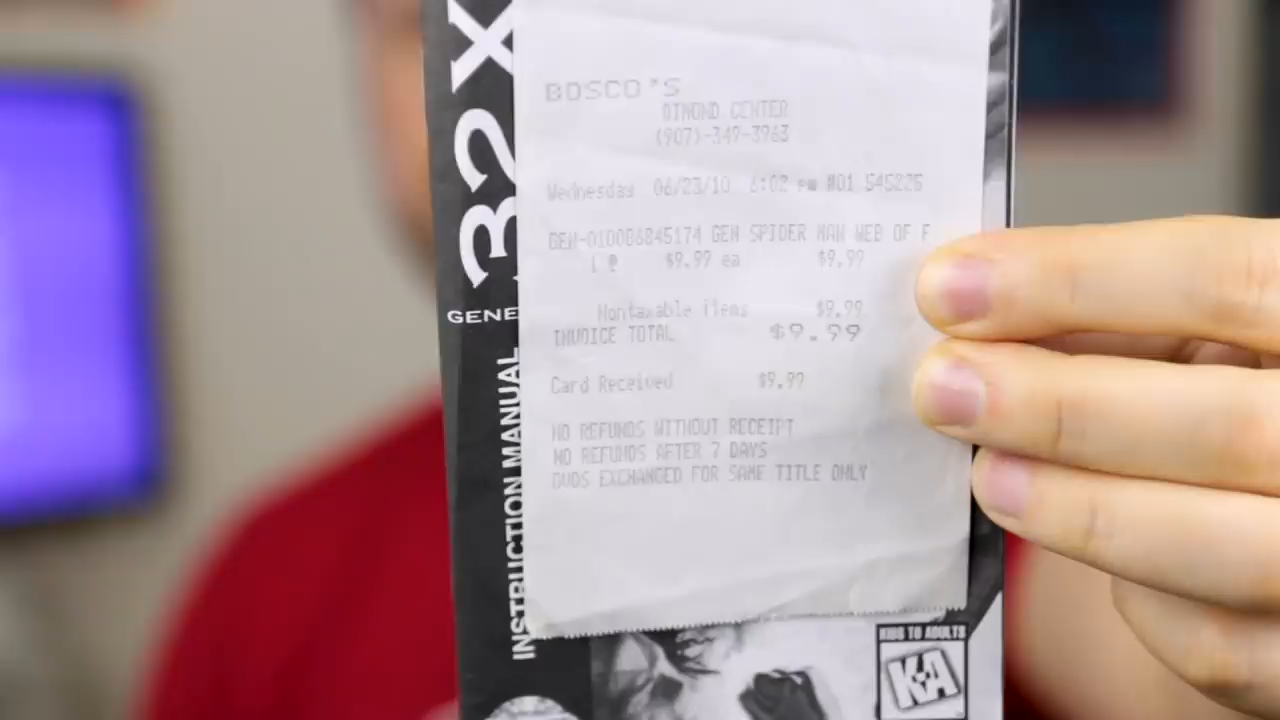 BOSCO'S
DIMOND CENTER
(907)-349-3963
Wednesday 06/23/10 6:02 pm #01 545226
GEN-010086845174 GEN SPIDER MAN WEB OF F
1 @ $9.99 ea $9.99
Nontaxable items $9.99
INVOICE TOTAL $9.99
Card Received $9.99
NO REFUNDS WITHOUT RECEIPT
NO REFUNDS AFTER 7 DAYS
DVDS EXCHANGED FOR SAME TITLE ONLY
32X
GENE
INSTRUCTION MANUAL
KIDS TO ADULTS
K-A